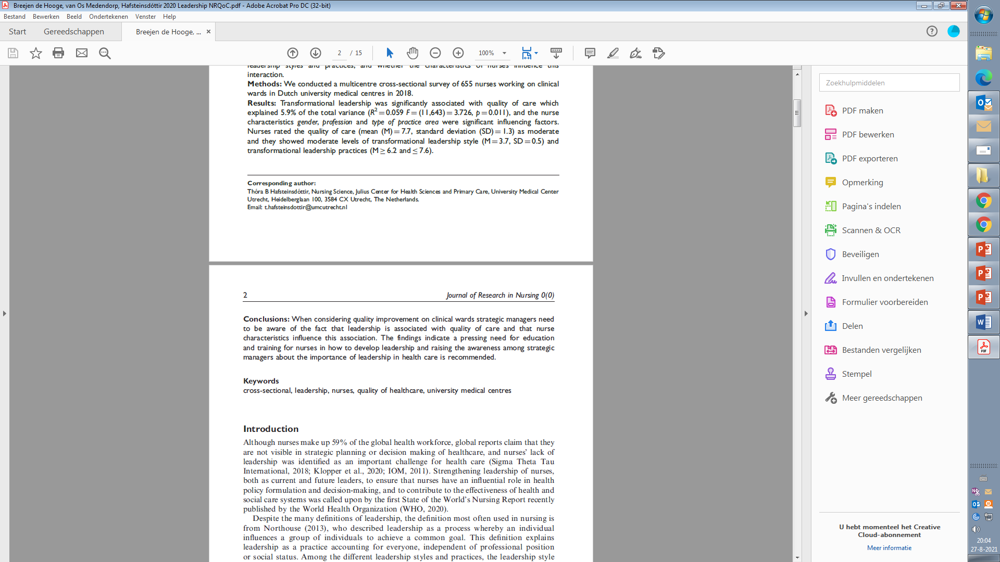 Breejen de Hooge, van Os Medendorp, Hafsteinsdóttir 2020 Leadership NRQoC.pdf - Adobe Acrobat Pro DC (32-bit)
Bestand Bewerken Beeld Ondertekenen Venster Help
Start Gereedschappen Breejen de Hooge, ... ×
2 / 15 100%
leadership styles and practices, and whether the characteristics of nurses influence this
interaction.
Methods: We conducted a multicentre cross-sectional survey of 655 nurses working on clinical
wards in Dutch university medical centres in 2018.
Results: Transformational leadership was significantly associated with quality of care which
explained 5.9% of the total variance (R² = 0.059 F = (11,643) = 3.726, p = 0.011), and the nurse
characteristics gender, profession and type of practice area were significant influencing factors.
Nurses rated the quality of care (mean (M) = 7.7, standard deviation (SD) = 1.3) as moderate
and they showed moderate levels of transformational leadership style (M = 3.7, SD = 0.5) and
transformational leadership practices (M ≥ 6.2 and ≤ 7.6).
Corresponding author:
Thóra B Hafsteinsdóttir, Nursing Science, Julius Center for Health Sciences and Primary Care, University Medical Center
Utrecht, Heidelberglaan 100, 3584 CX Utrecht, The Netherlands.
Email: t.hafsteinsdottir@umcutrecht.nl
2 Journal of Research in Nursing 0(0)
Conclusions: When considering quality improvement on clinical wards strategic managers need
to be aware of the fact that leadership is associated with quality of care and that nurse
characteristics influence this association. The findings indicate a pressing need for education
and training for nurses in how to develop leadership and raising the awareness among strategic
managers about the importance of leadership in health care is recommended.
Keywords
cross-sectional, leadership, nurses, quality of healthcare, university medical centres
Introduction
Although nurses make up 59% of the global health workforce, global reports claim that they
are not visible in strategic planning or decision making of healthcare, and nurses' lack of
leadership was identified as an important challenge for health care (Sigma Theta Tau
International, 2018; Klopper et al., 2020; IOM, 2011). Strengthening leadership of nurses,
both as current and future leaders, to ensure that nurses have an influential role in health
policy formulation and decision-making, and to contribute to the effectiveness of health and
social care systems was called upon by the first State of the World's Nursing Report recently
published by the World Health Organization (WHO, 2020).
Despite the many definitions of leadership, the definition most often used in nursing is
from Northouse (2013), who described leadership as a process whereby an individual
influences a group of individuals to achieve a common goal. This definition explains
leadership as a practice accounting for everyone, independent of professional position
or social status. Among the different leadership styles and practices, the leadership style
Zoekhulpmiddelen
PDF maken
PDF bewerken
PDF exporteren
Opmerking
Pagina's indelen
Scannen & OCR
Beveiligen
Invullen en ondertekenen
Formulier voorbereiden
Delen
Bestanden vergelijken
Stempel
Meer gereedschappen
U hebt momenteel het Creative
Cloud-abonnement
Meer informatie
20:04
27-8-2021